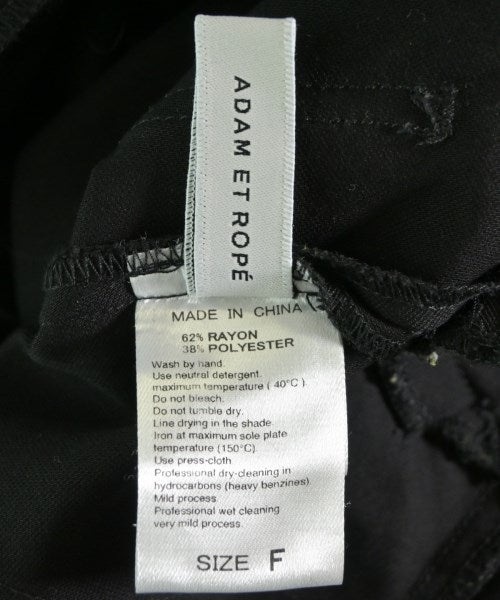 ADAM ET ROPÉ
MADE IN CHINA
62% RAYON
38% POLYESTER
Wash by hand.
Use neutral detergent.
maximum temperature ( 40°C ).
Do not bleach.
Do not tumble dry.
Line drying in the shade.
Iron at maximum sole plate
temperature (150°C).
Use press-cloth.
Professional dry-cleaning in
hydrocarbons (heavy benzines).
Mild process.
Professional wet cleaning
very mild process.
SIZE F